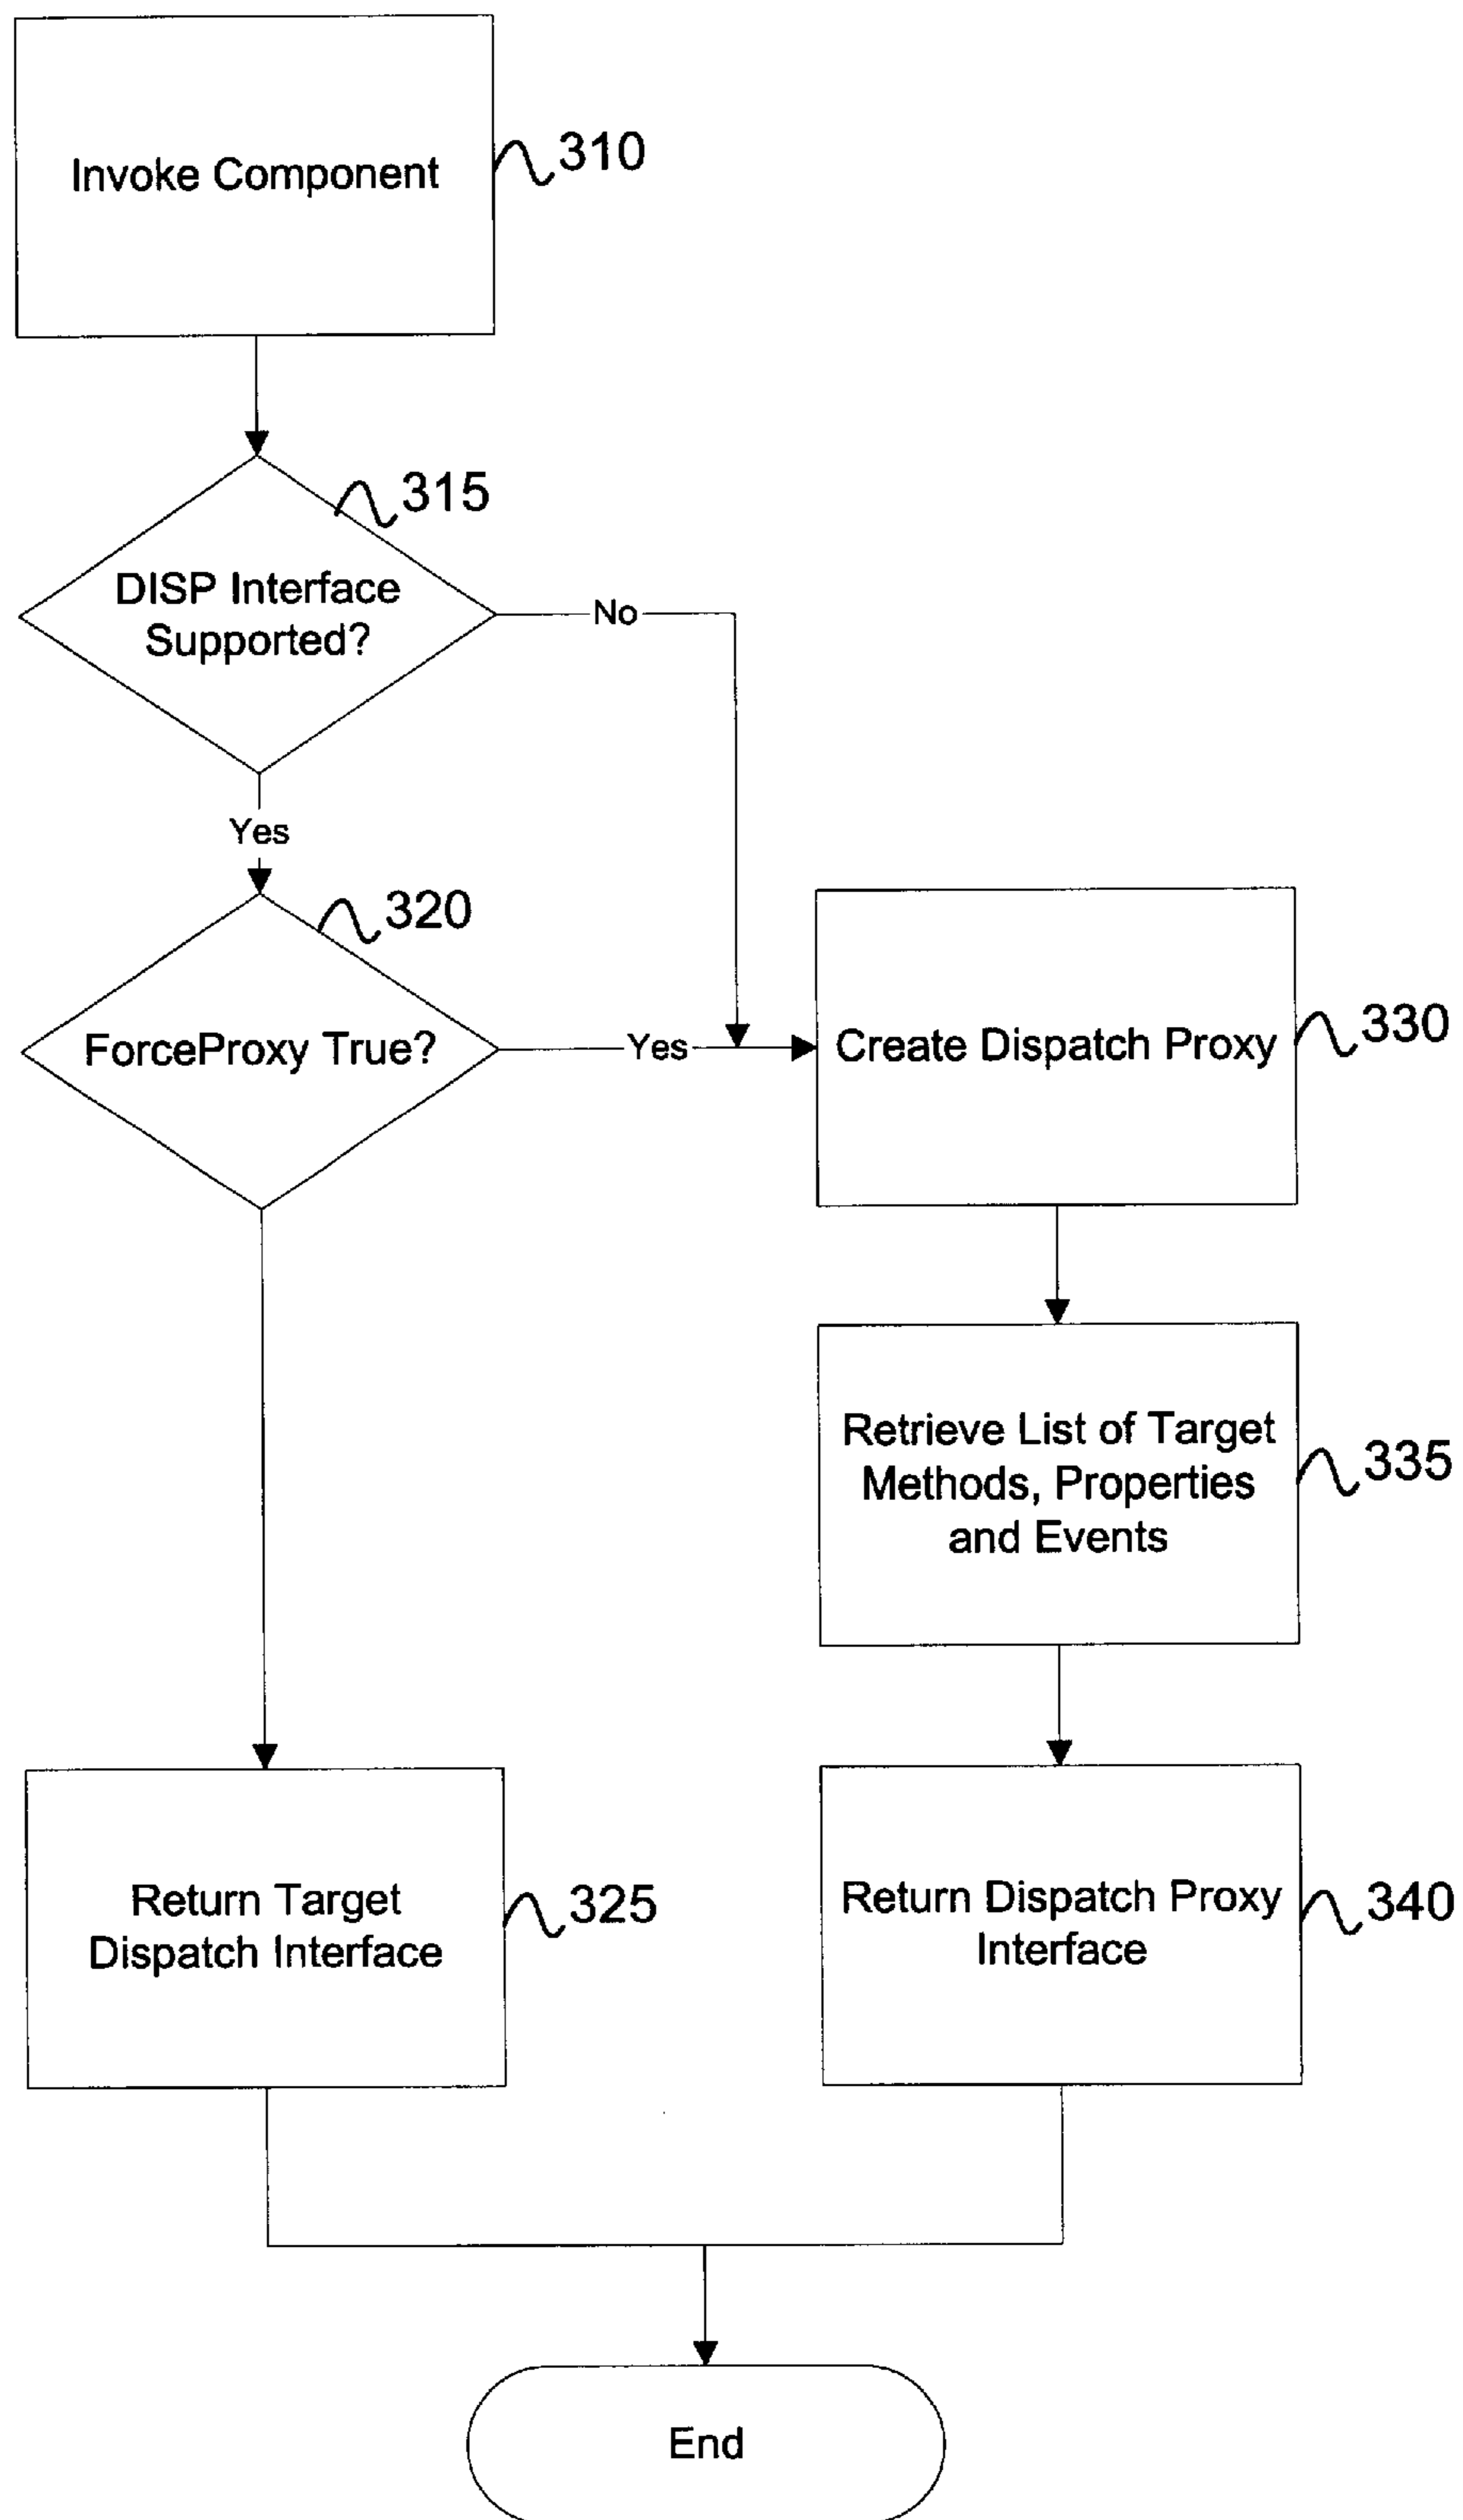 Invoke Component
310
315
DISP Interface
Supported?
No
Yes
320
ForceProxy True?
Yes
Create Dispatch Proxy
330
Retrieve List of Target
Methods, Properties
and Events
335
Return Target
Dispatch Interface
325
Return Dispatch Proxy
Interface
340
End